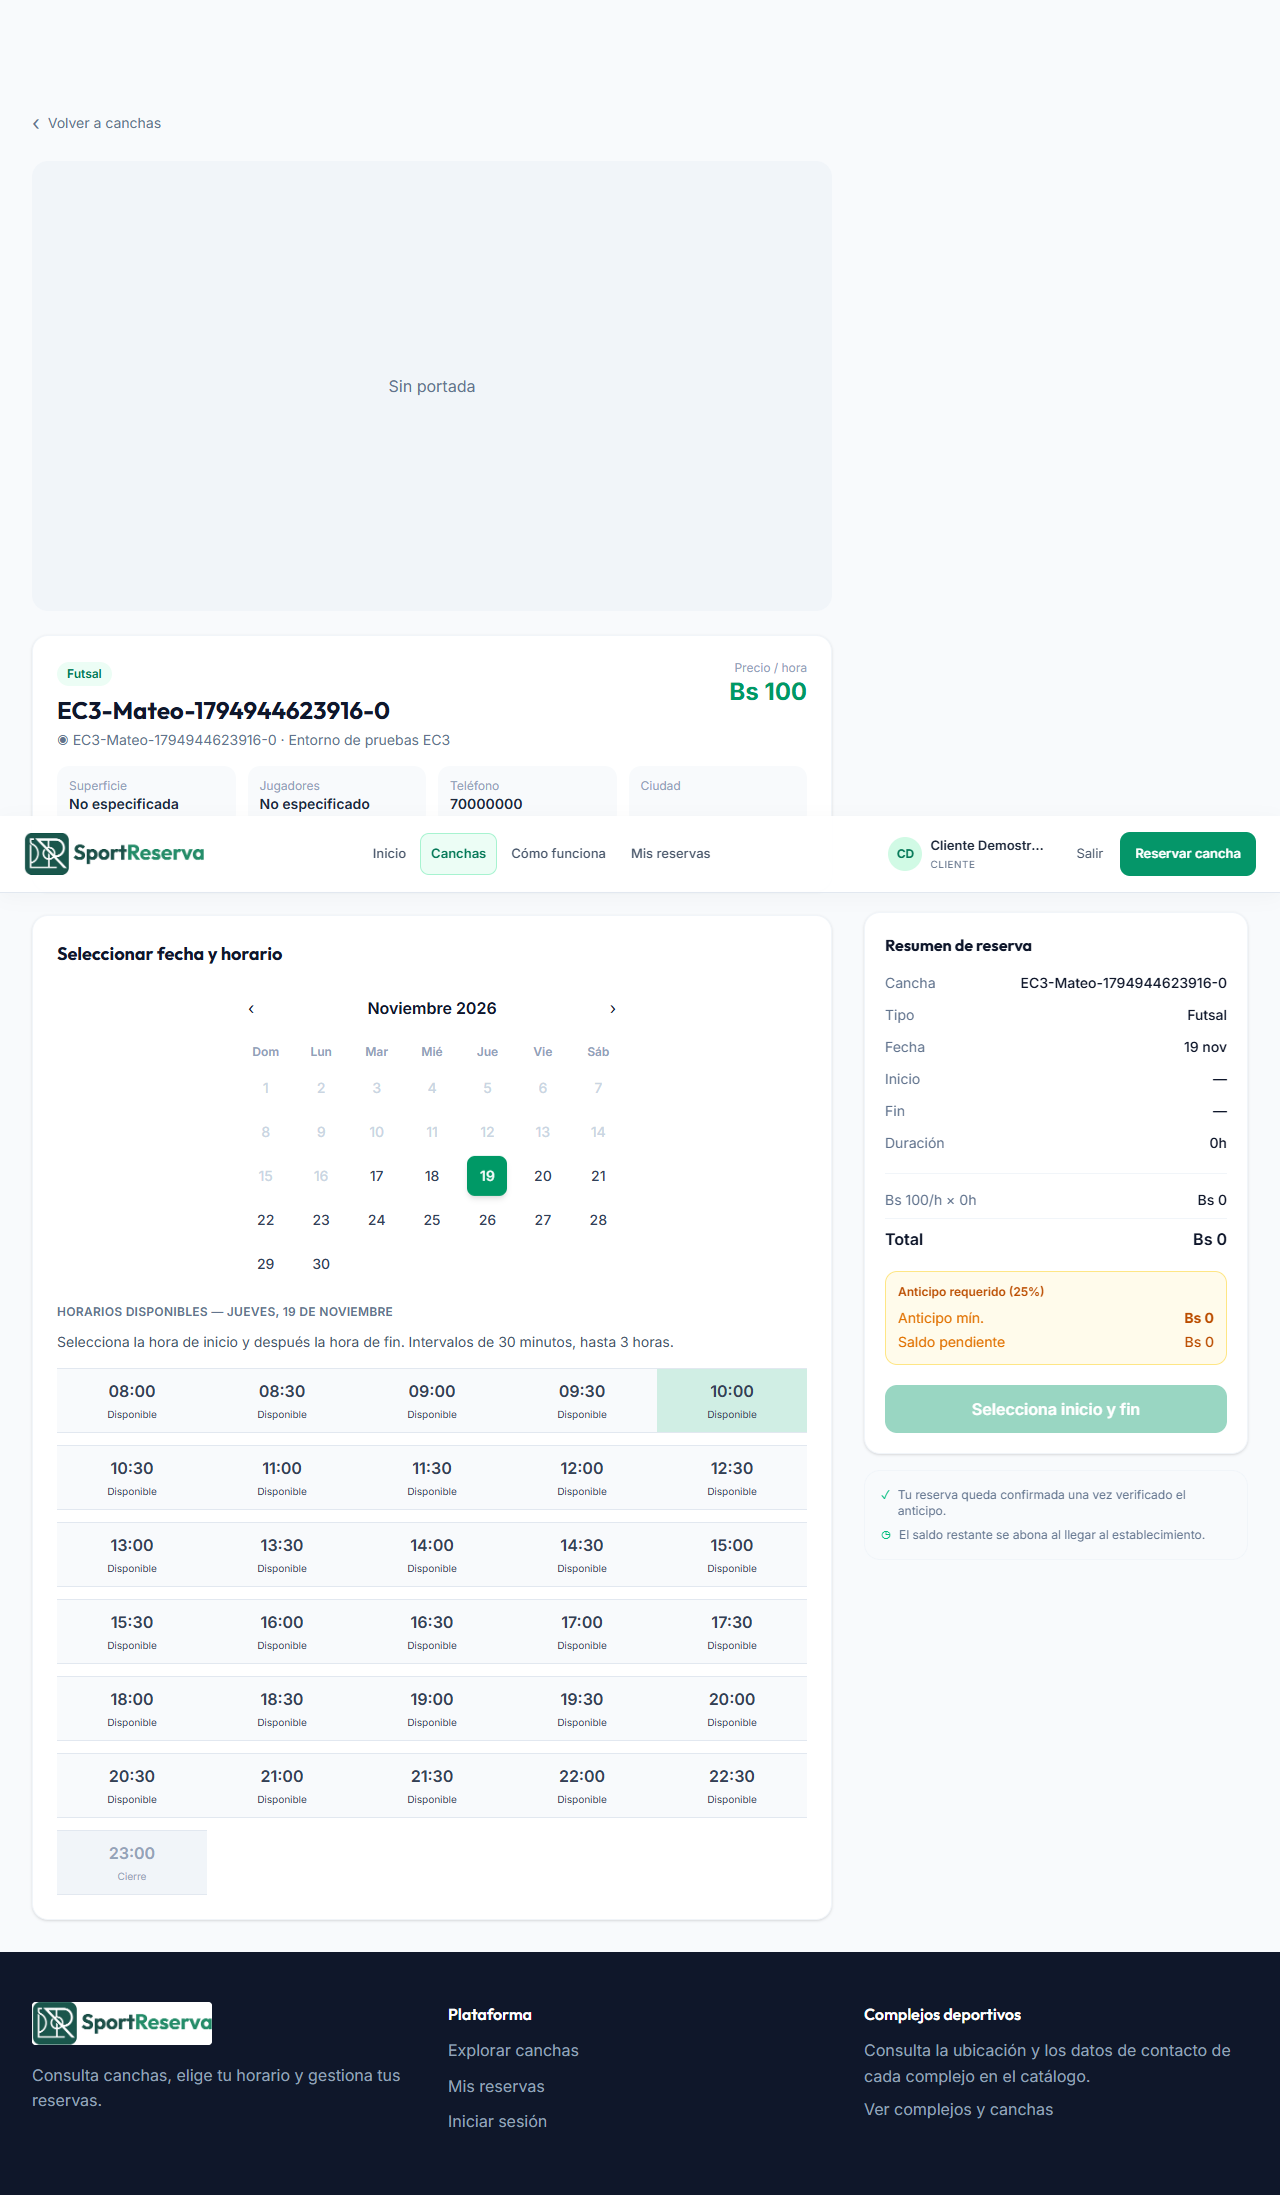 ‹ Volver a canchas
Sin portada
Futsal
Precio / hora
Bs 100
EC3-Mateo-1794944623916-0
◉ EC3-Mateo-1794944623916-0 · Entorno de pruebas EC3
Superficie
No especificada
Jugadores
No especificado
Teléfono
70000000
Ciudad
SportReserva
Inicio
Canchas
Cómo funciona
Mis reservas
CD
Cliente Demostr...
CLIENTE
Salir
Reservar cancha
Seleccionar fecha y horario
‹ Noviembre 2026 ›
Dom Lun Mar Mié Jue Vie Sáb
1 2 3 4 5 6 7
8 9 10 11 12 13 14
15 16 17 18 19 20 21
22 23 24 25 26 27 28
29 30
HORARIOS DISPONIBLES — JUEVES, 19 DE NOVIEMBRE
Selecciona la hora de inicio y después la hora de fin. Intervalos de 30 minutos, hasta 3 horas.
08:00 08:30 09:00 09:30 10:00
Disponible Disponible Disponible Disponible Disponible
10:30 11:00 11:30 12:00 12:30
Disponible Disponible Disponible Disponible Disponible
13:00 13:30 14:00 14:30 15:00
Disponible Disponible Disponible Disponible Disponible
15:30 16:00 16:30 17:00 17:30
Disponible Disponible Disponible Disponible Disponible
18:00 18:30 19:00 19:30 20:00
Disponible Disponible Disponible Disponible Disponible
20:30 21:00 21:30 22:00 22:30
Disponible Disponible Disponible Disponible Disponible
23:00
Cierre
Resumen de reserva
Cancha EC3-Mateo-1794944623916-0
Tipo Futsal
Fecha 19 nov
Inicio —
Fin —
Duración 0h
Bs 100/h × 0h Bs 0
Total Bs 0
Anticipo requerido (25%)
Anticipo mín. Bs 0
Saldo pendiente Bs 0
Selecciona inicio y fin
✓ Tu reserva queda confirmada una vez verificado el
anticipo.
◷ El saldo restante se abona al llegar al establecimiento.
SportReserva
Consulta canchas, elige tu horario y gestiona tus
reservas.
Plataforma
Explorar canchas
Mis reservas
Iniciar sesión
Complejos deportivos
Consulta la ubicación y los datos de contacto de
cada complejo en el catálogo.
Ver complejos y canchas